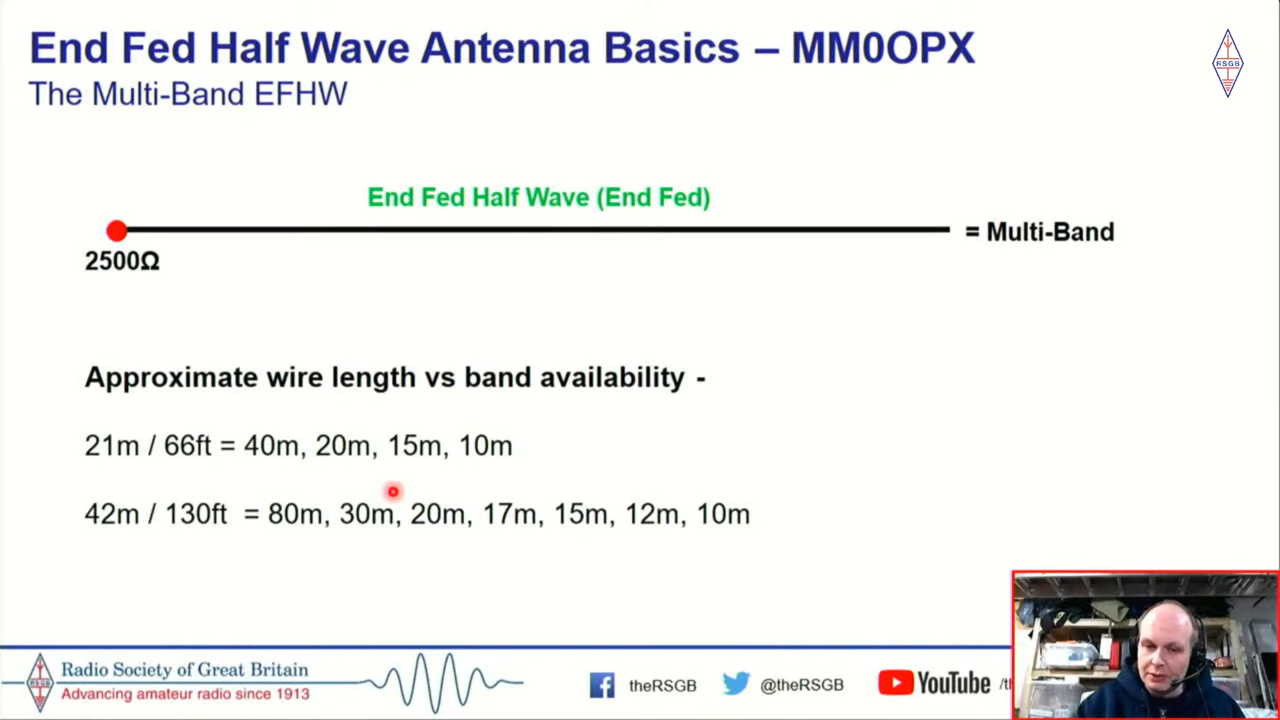 End Fed Half Wave Antenna Basics – MM0OPX
The Multi-Band EFHW
RSGB
End Fed Half Wave (End Fed)
= Multi-Band
2500Ω
Approximate wire length vs band availability -
21m / 66ft = 40m, 20m, 15m, 10m
42m / 130ft = 80m, 30m, 20m, 17m, 15m, 12m, 10m
RSGB
Radio Society of Great Britain
Advancing amateur radio since 1913
theRSGB
@theRSGB
YouTube